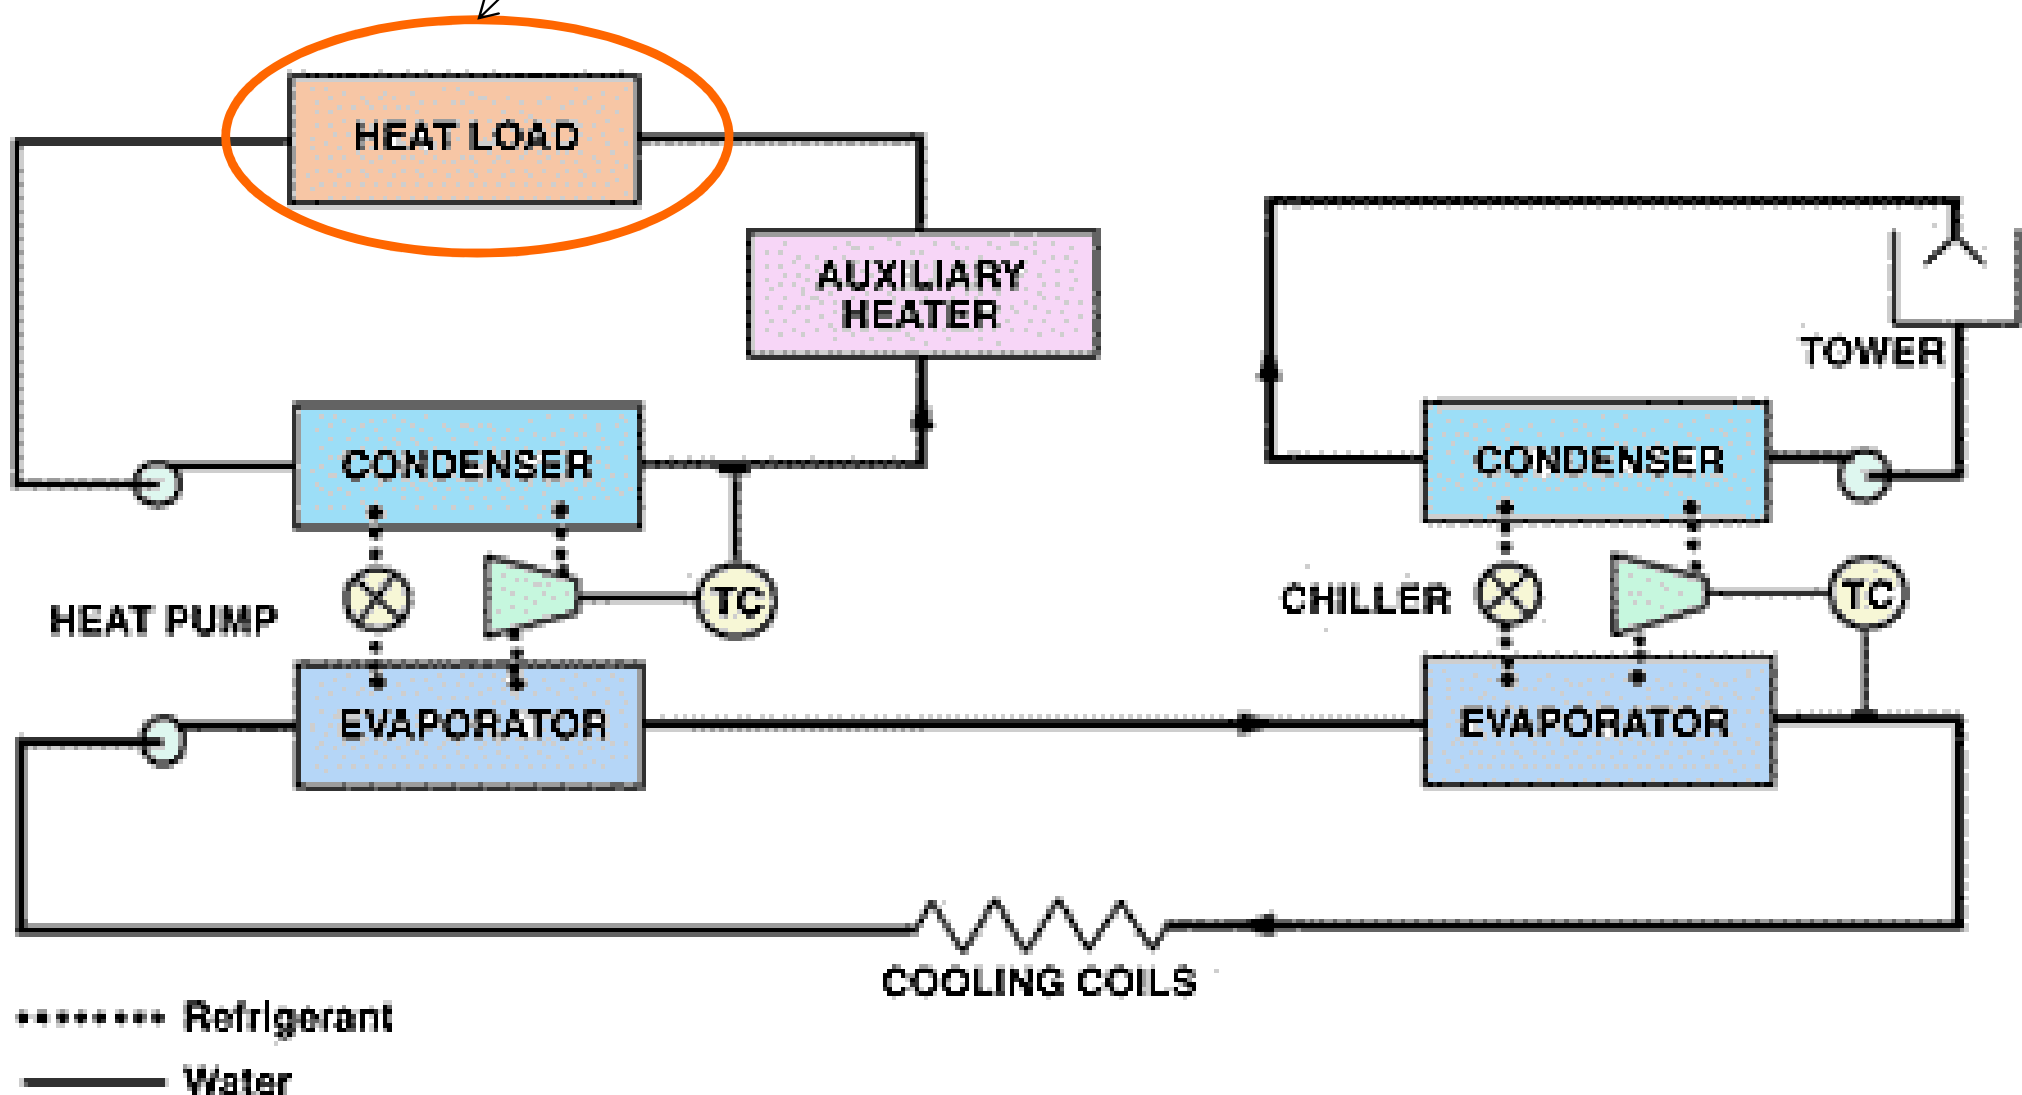 HEAT LOAD
AUXILIARY
HEATER
TOWER
CONDENSER
CONDENSER
HEAT PUMP
TC
CHILLER
TC
EVAPORATOR
EVAPORATOR
COOLING COILS
Refrigerant
Water